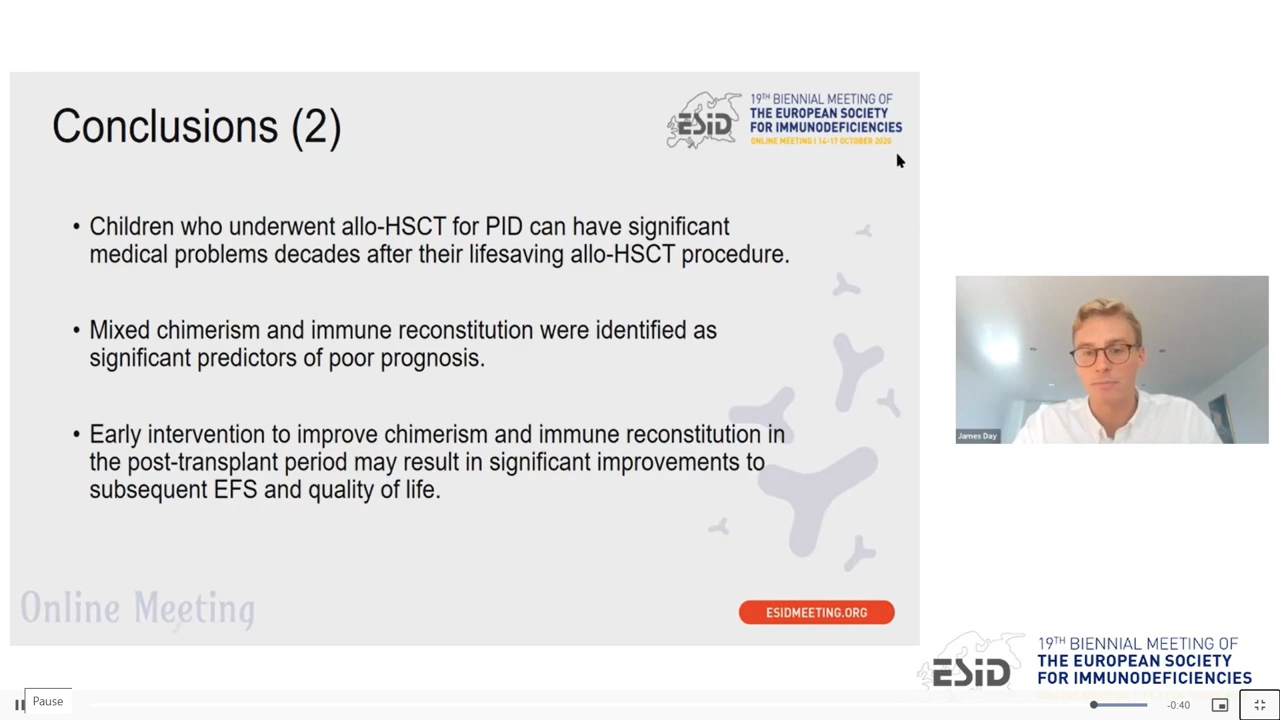 Conclusions (2)
ESiD
19TH BIENNIAL MEETING OF
THE EUROPEAN SOCIETY
FOR IMMUNODEFICIENCIES
ONLINE MEETING | 14-17 OCTOBER 2020
• Children who underwent allo-HSCT for PID can have significant
medical problems decades after their lifesaving allo-HSCT procedure.
• Mixed chimerism and immune reconstitution were identified as
significant predictors of poor prognosis.
• Early intervention to improve chimerism and immune reconstitution in
the post-transplant period may result in significant improvements to
subsequent EFS and quality of life.
Online Meeting
ESIDMEETING.ORG
James Day
ESiD
19TH BIENNIAL MEETING OF
THE EUROPEAN SOCIETY
FOR IMMUNODEFICIENCIES
Pause
-0:40